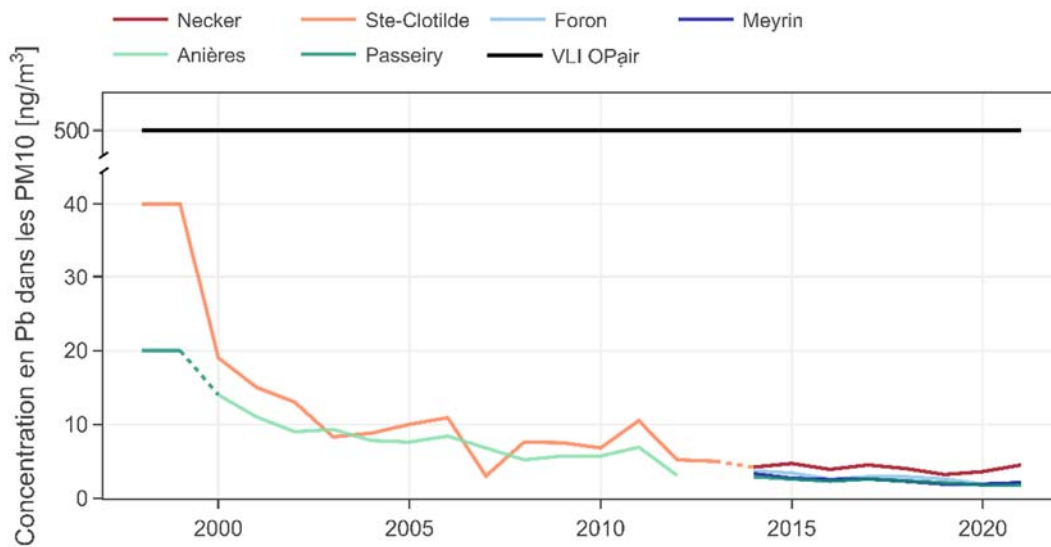 Necker Ste-Clotilde Foron Meyrin
Anières Passeiry VLI OPair
Concentration en Pb dans les PM10 [ng/m³]
500
40
30
20
10
0
2000 2005 2010 2015 2020